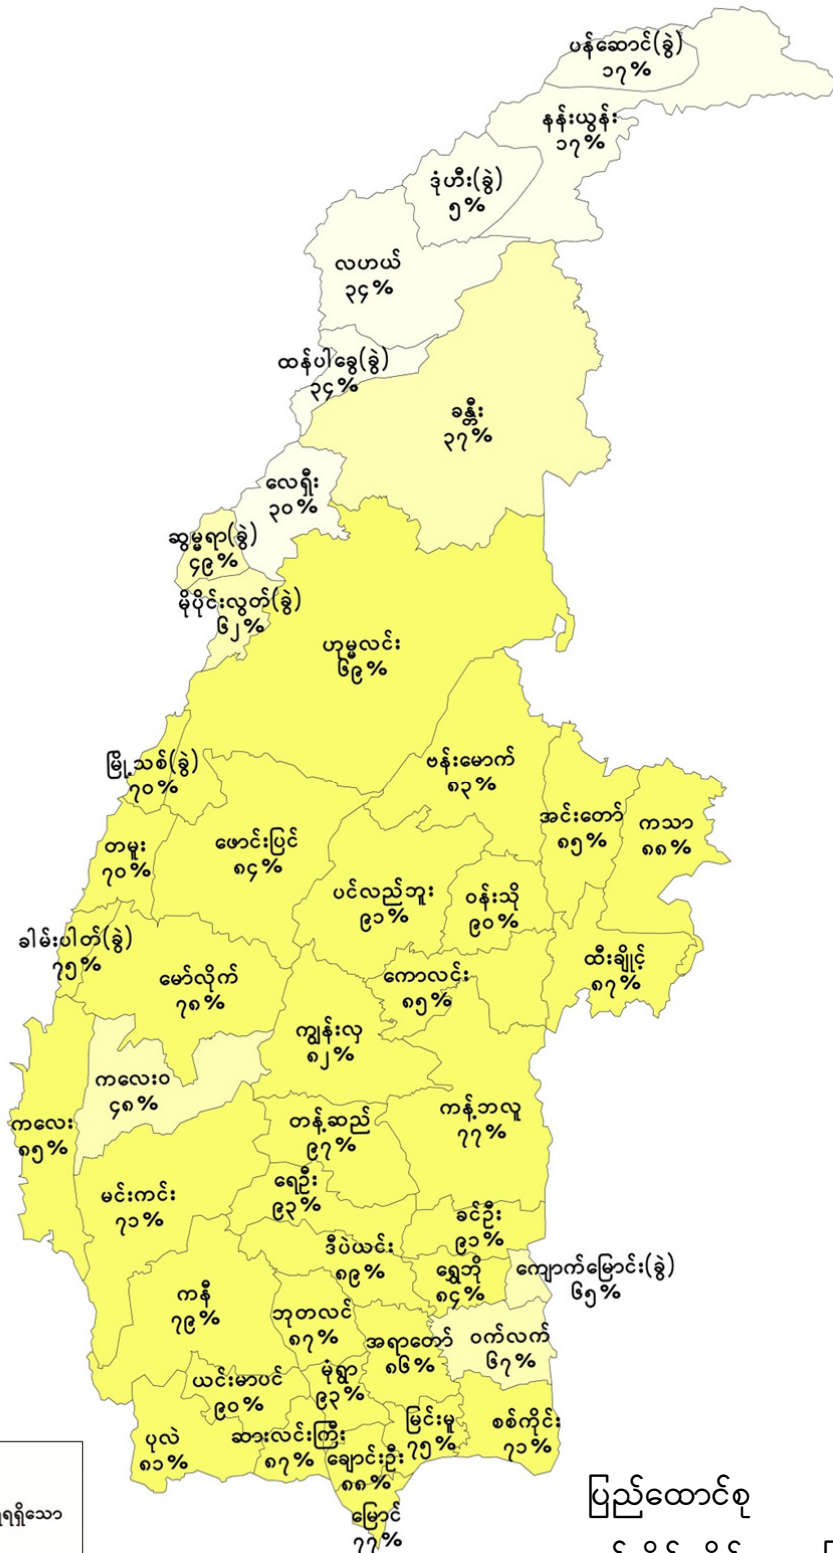 ပန်ဆောင်(ခွဲ)
၁၇%
နန်းယွန်း
၁၇%
ဒုံဟီး(ခွဲ)
၅%
လဟယ်
၃၄%
ထန်ပါခွေ(ခွဲ)
၃၄%
ခန္တီး
၃၇%
လေရှီး
၃၀%
ဆွမ္မရာ(ခွဲ)
၄၉%
မိုပိုင်းလွတ်(ခွဲ)
၆၂%
ဟုမ္မလင်း
၆၉%
မြို့သစ်(ခွဲ)
၇၀%
ဗန်းမောက်
၈၃%
အင်းတော်
၈၅%
ကသာ
၈၈%
တမူး
၇၀%
ဖောင်းပြင်
၈၄%
ပင်လည်ဘူး
၉၁%
ဝန်းသို
၉၀%
ခါမ်းပါတ်(ခွဲ)
၇၅%
မော်လိုက်
၇၈%
ကောလင်း
၈၅%
ထီးချိုင့်
၈၇%
ကျွန်းလှ
၈၂%
ကလေးဝ
၄၈%
ကလေး
၈၅%
တန့်ဆည်
၉၇%
ကန့်ဘလူ
၇၇%
မင်းကင်း
၇၁%
ရေဦး
၉၃%
ခင်ဦး
၉၁%
ဒီပဲယင်း
၈၉%
ရွှေဘို
၈၄%
ကျောက်မြောင်း(ခွဲ)
၆၅%
ကနီ
၇၉%
ဘုတလင်
၈၇%
အရာတော်
၈၆%
ဝက်လက်
၆၇%
ယင်းမာပင်
၉၀%
မုံရွာ
၉၃%
ပုလဲ
၈၁%
ဆားလင်းကြီး
၈၇%
ချောင်းဦး
၈၈%
မြင်းမူ
၇၅%
စစ်ကိုင်း
၇၁%
မြောင်
၇၇%
ရရှိသော
ပြည်ထောင်စု